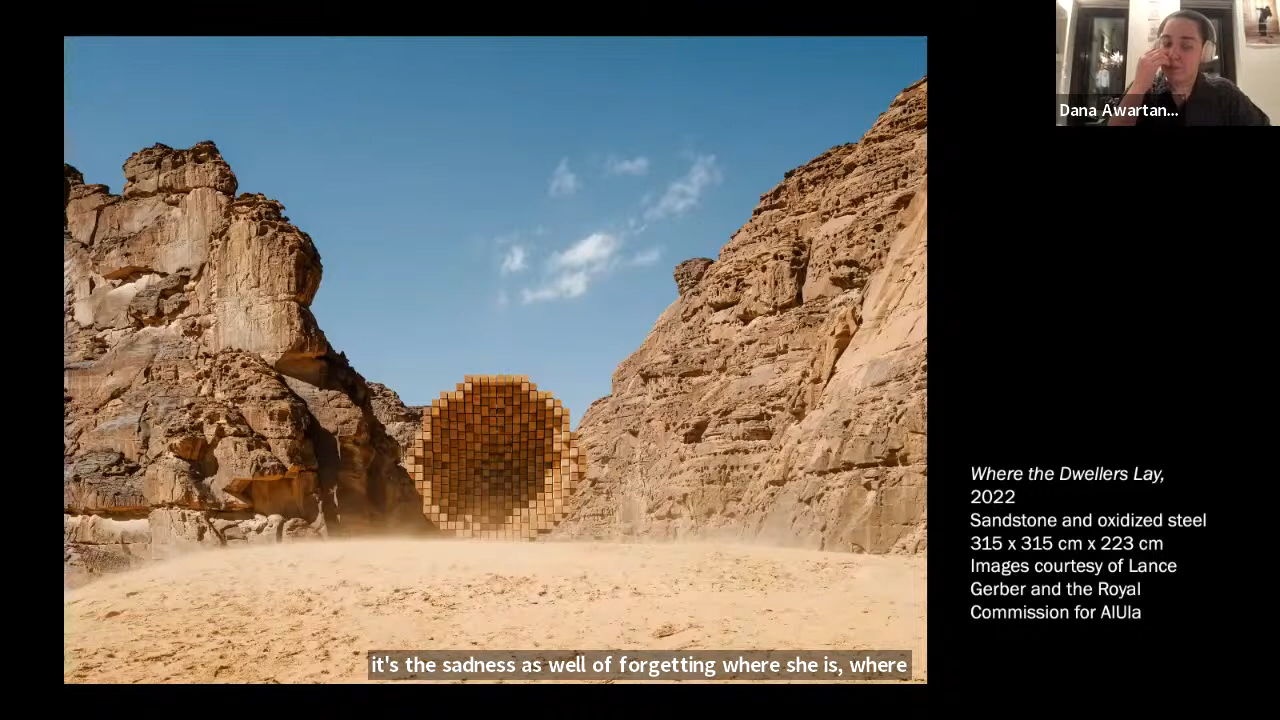 Dana Awartan...
Where the Dwellers Lay,
2022
Sandstone and oxidized steel
315 x 315 cm x 223 cm
Images courtesy of Lance
Gerber and the Royal
Commission for AlUla
it's the sadness as well of forgetting where she is, where